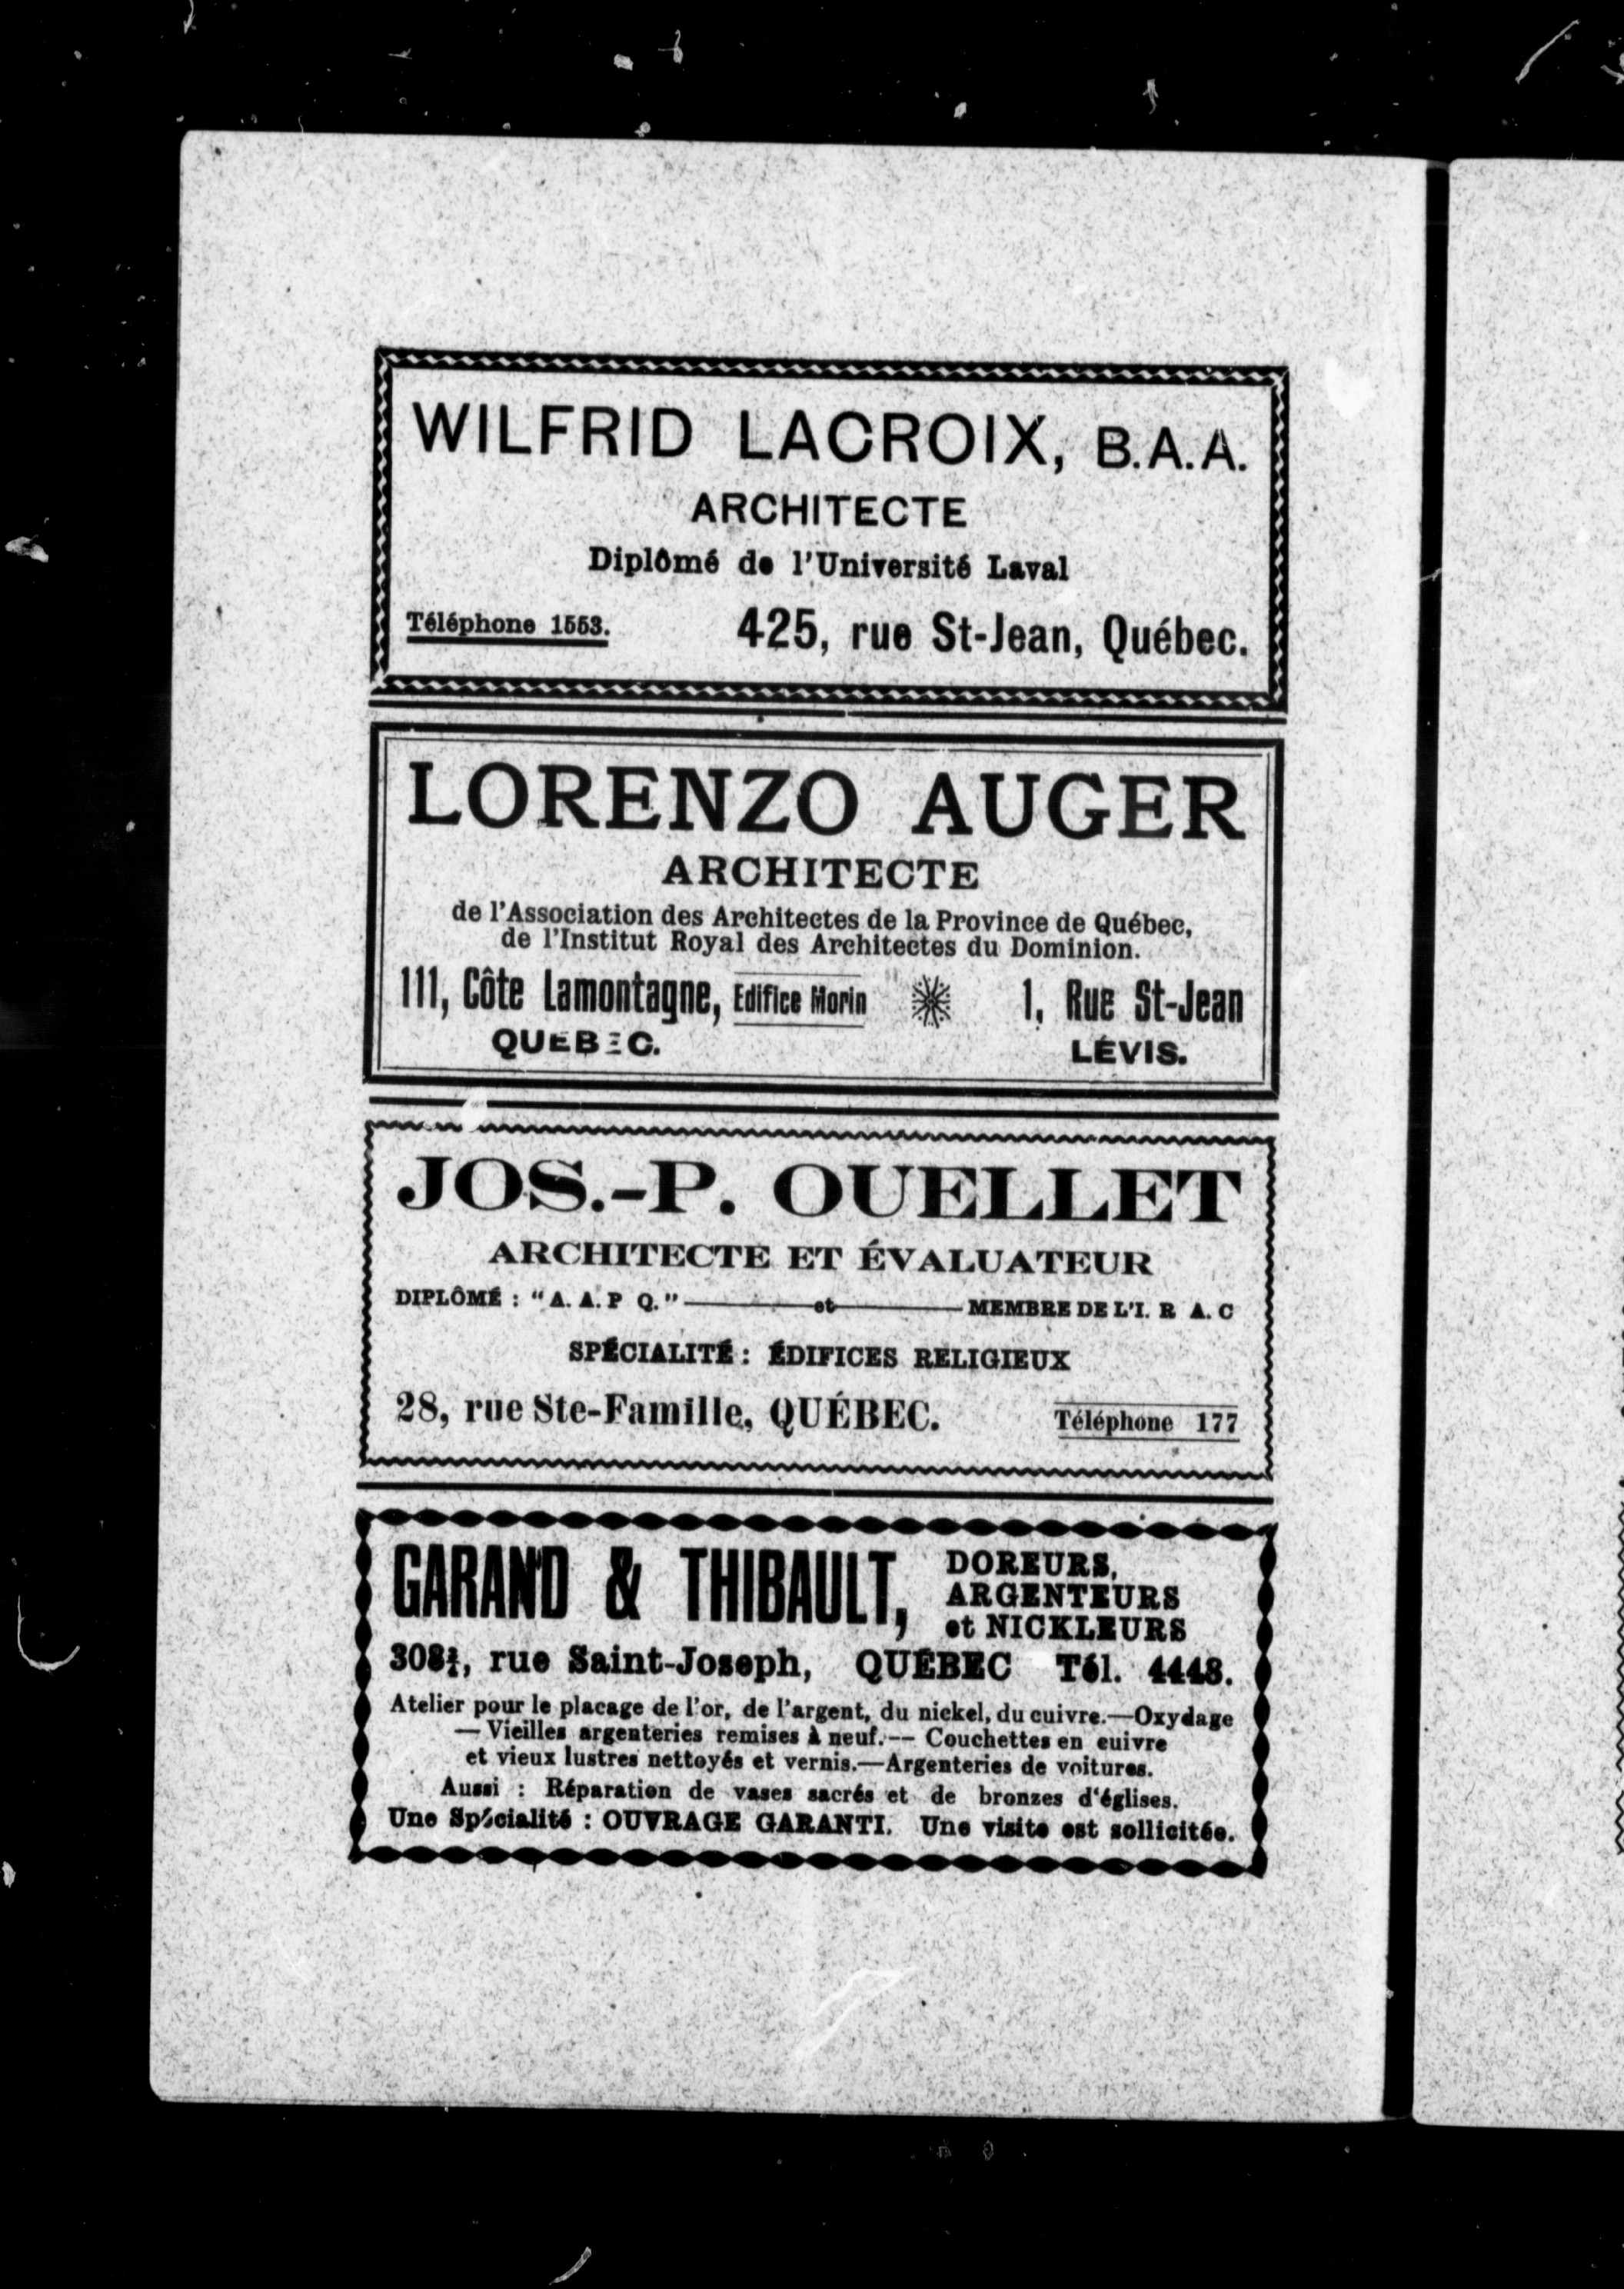 WILFRID LACROIX, B.A.A.
ARCHITECTE
Diplômé de l'Université Laval
Téléphone 1553. 425, rue St-Jean, Québec.
LORENZO AUGER
ARCHITECTE
de l'Association des Architectes de la Province de Québec,
de l'Institut Royal des Architectes du Dominion.
111, Côte Lamontagne, Edifice Morin 1, Rue St-Jean
QUEBEC. LÉVIS.
JOS.-P. OUELLET
ARCHITECTE ET ÉVALUATEUR
DIPLÔMÉ : "A. A. P Q."——et——MEMBRE DE L'I. R A. C
SPÉCIALITÉ : ÉDIFICES RELIGIEUX
28, rue Ste-Famille, QUÉBEC. Téléphone 177
GARAND & THIBAULT, DOREURS,
ARGENTEURS
et NICKLEURS
rue Saint-Joseph, QUÉBEC Tél. 4448.
Atelier pour le placage de l'or, de l'argent, du nickel, du cuivre.—Oxydage
— Vieilles argenteries remises à neuf.-— Couchettes en cuivre
et vieux lustres nettoyés et vernis.—Argenteries de voitures.
Aussi : Réparation de vases sacrés et de bronzes d'églises.
Une Spécialité : OUVRAGE GARANTI. Une visite est sollicitée.